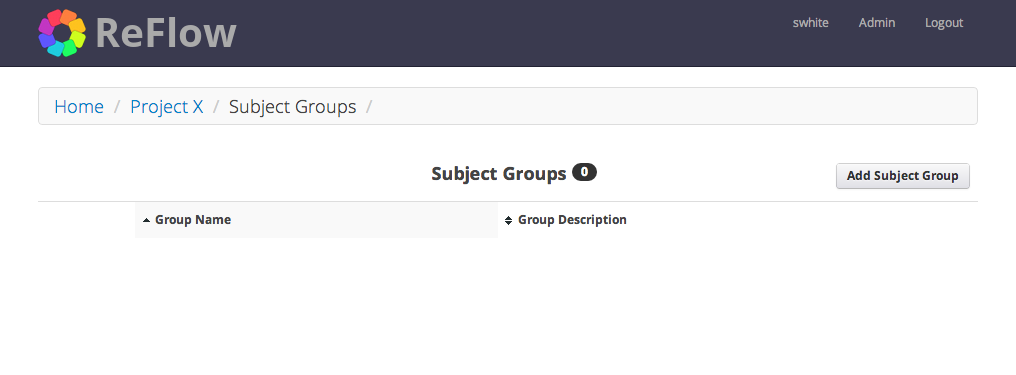 ReFlow swhite Admin Logout
Home / Project X / Subject Groups /
Subject Groups 0 Add Subject Group
Group Name Group Description